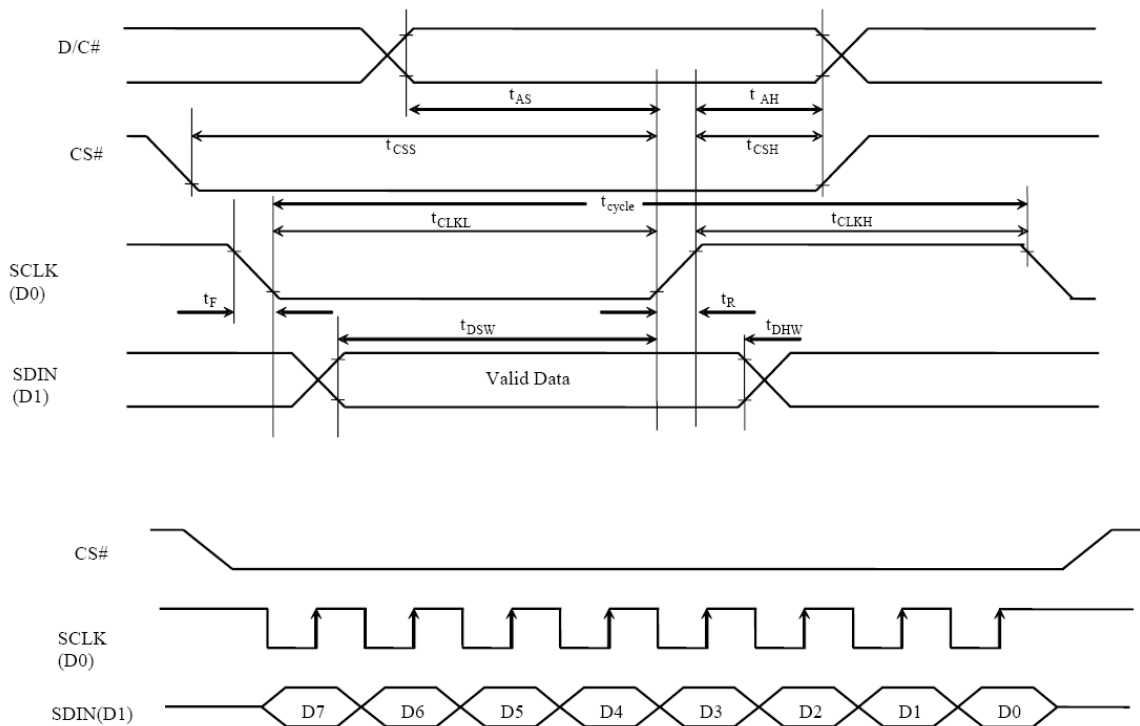 D/C#
tAS
tAH
CS#
tCSS
tCSH
tcycle
tCLKL
tCLKH
SCLK
(D0)
tF
tR
tDSW
tDHW
SDIN
(D1)
Valid Data
CS#
SCLK
(D0)
SDIN(D1)
D7 D6 D5 D4 D3 D2 D1 D0